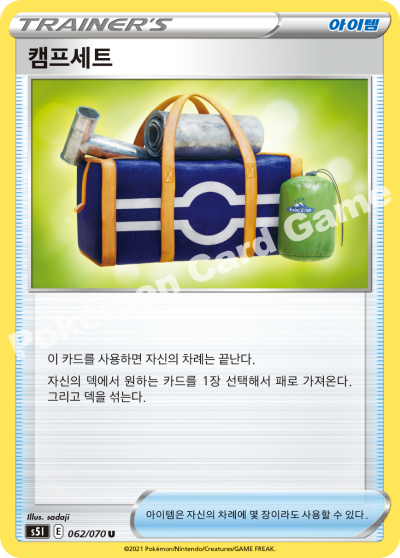 TRAINER'S 아이템
캠프세트
Pokémon Card Game
이 카드를 사용하면 자신의 차례는 끝난다.
자신의 덱에서 원하는 카드를 1장 선택해서 패로 가져온다.
그리고 덱을 섞는다.
Illus. sadaji
s5I E 062/070 U
아이템은 자신의 차례에 몇 장이라도 사용할 수 있다.
©2021 Pokémon/Nintendo/Creatures/GAME FREAK.